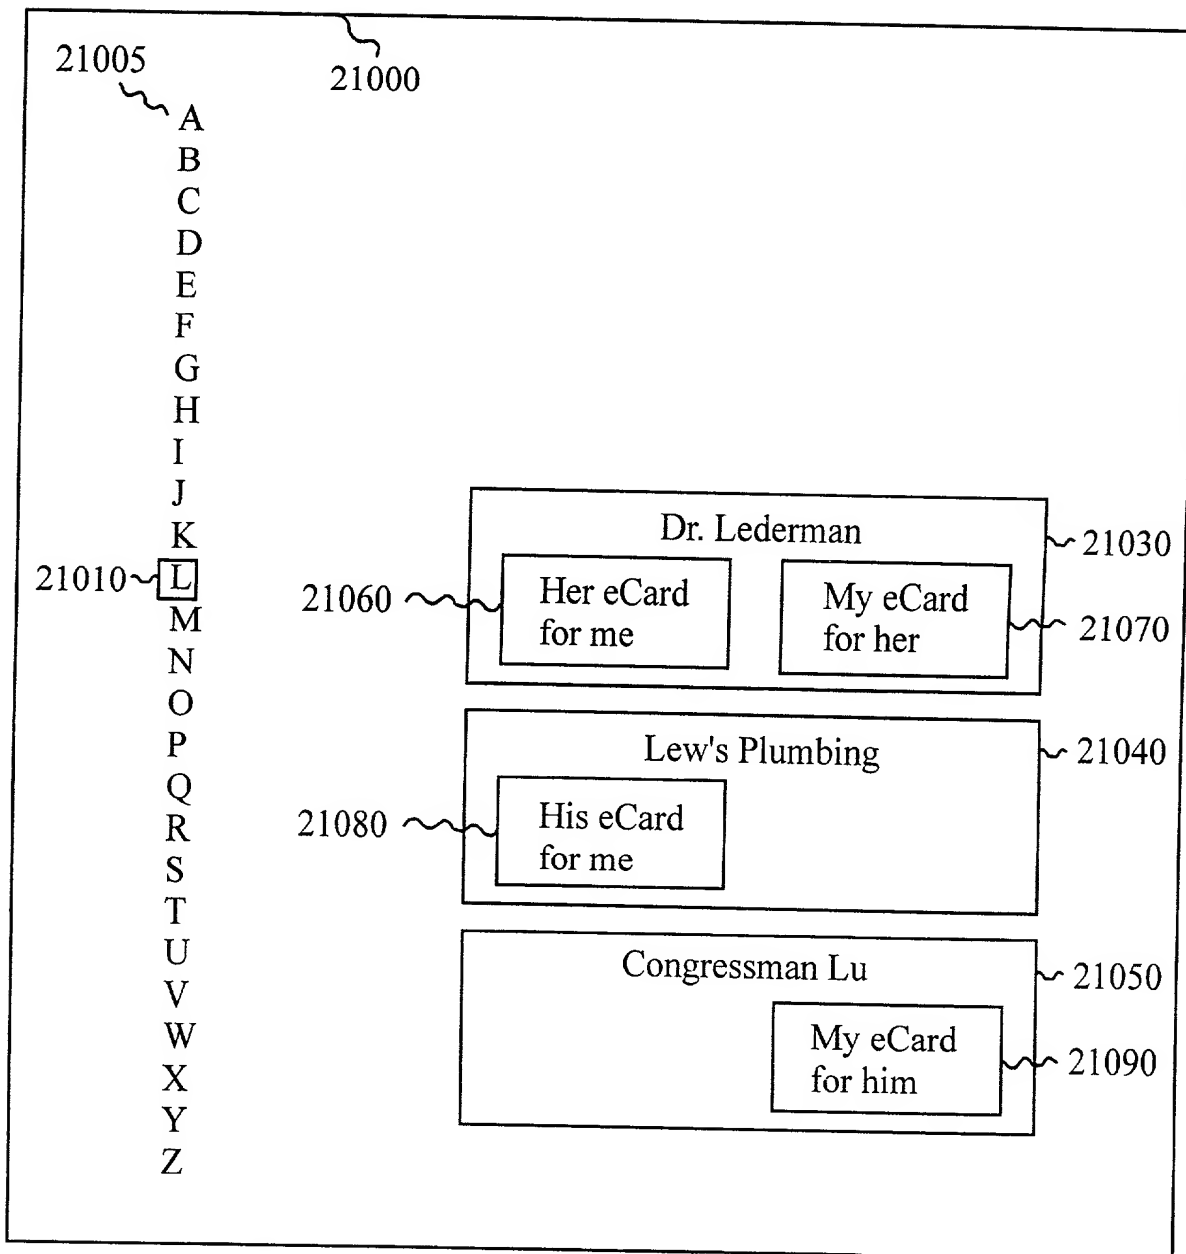 21005
21000
A
B
C
D
E
F
G
H
I
J
K
L
21010
M
N
O
P
Q
R
S
T
U
V
W
X
Y
Z
Dr. Lederman
21030
21060
Her eCard
for me
My eCard
for her
21070
Lew's Plumbing
21040
21080
His eCard
for me
Congressman Lu
21050
My eCard
for him
21090